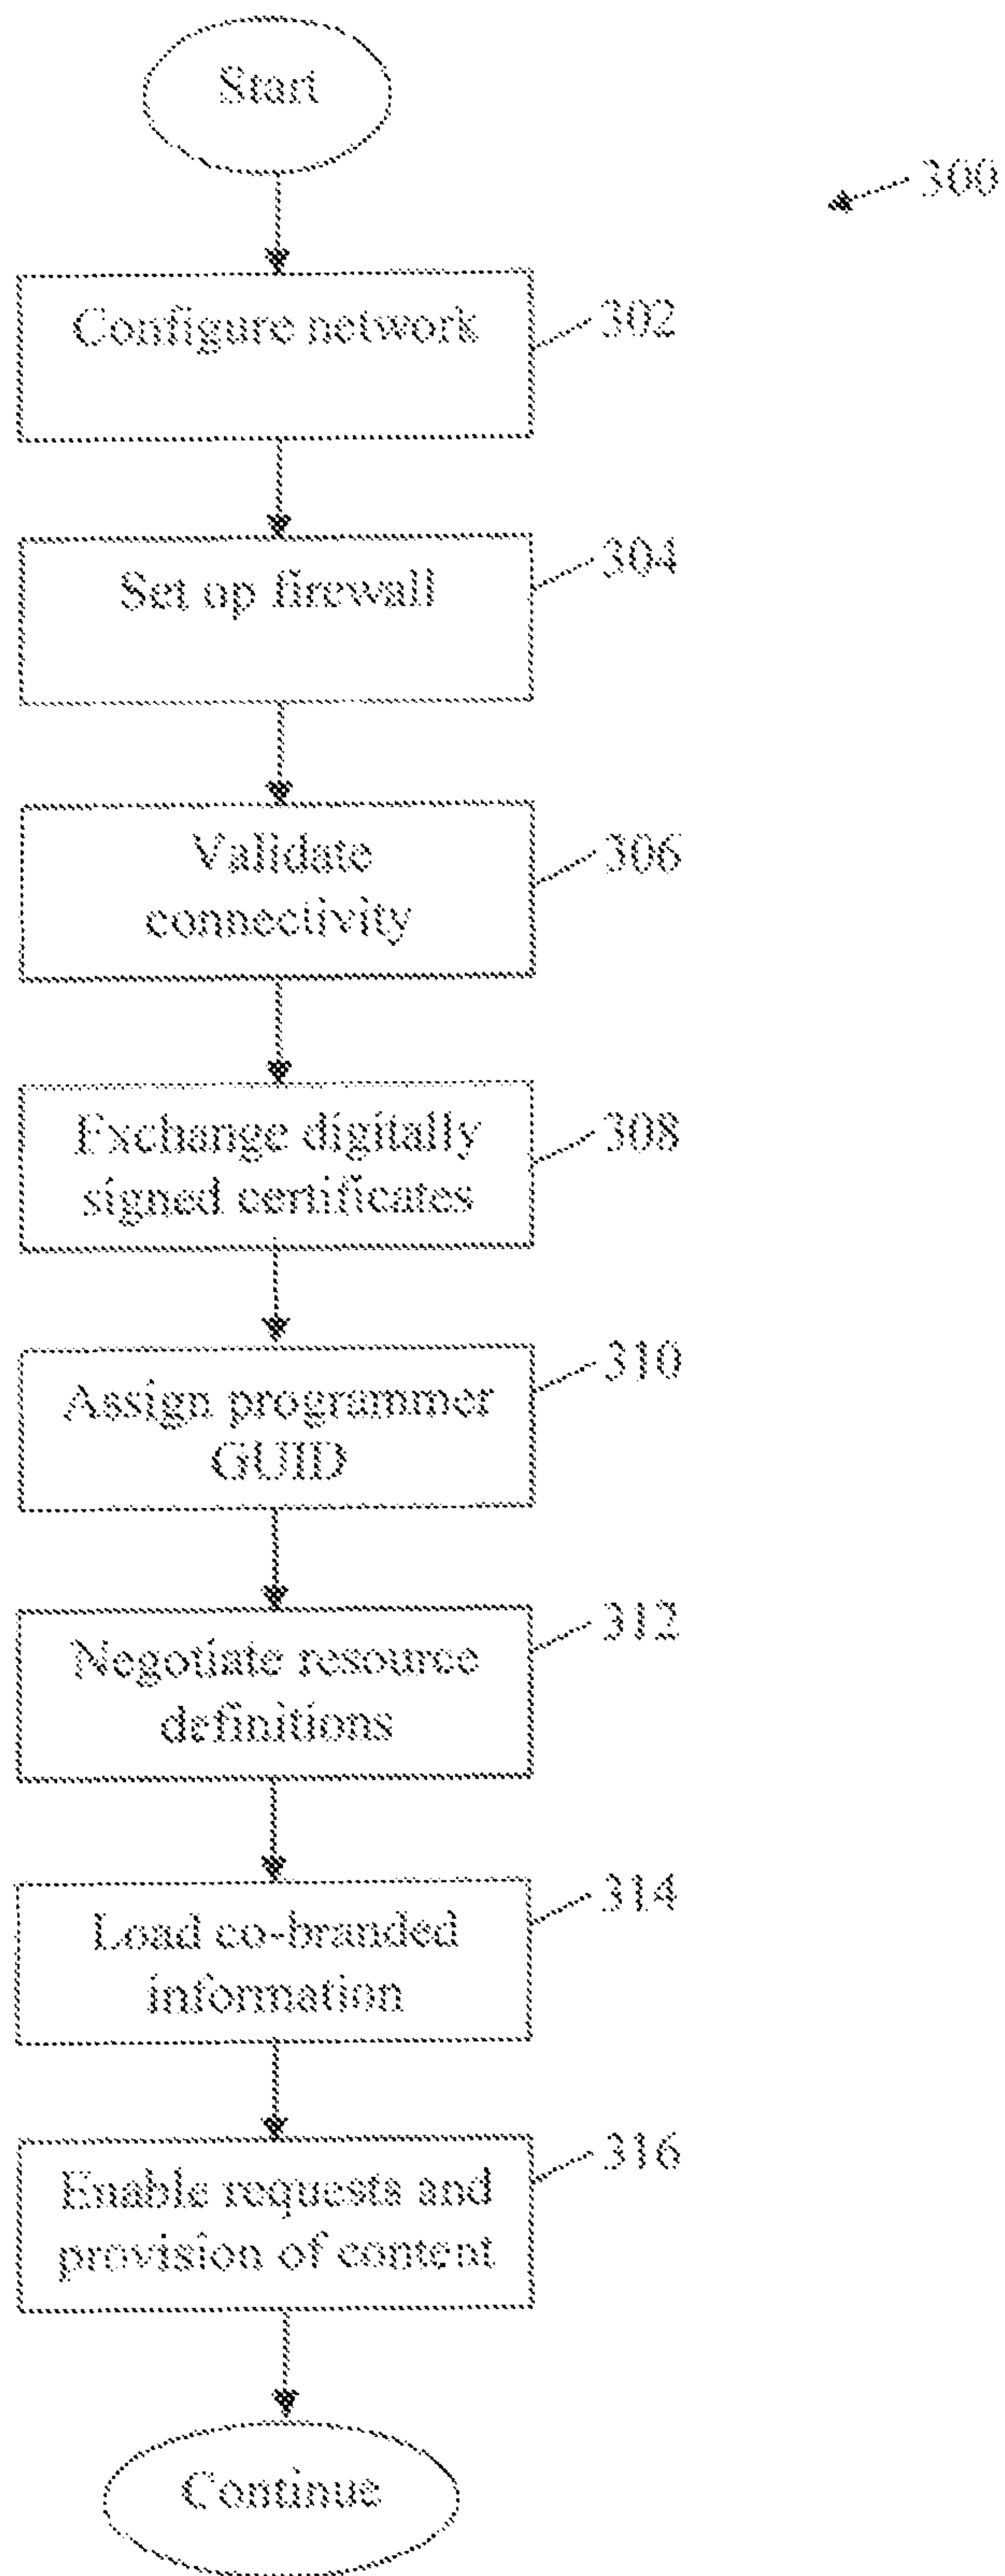 Start
300
Configure network
302
Set op firewall
304
Validate
connectivity
306
Exchange digitally
signed certificates
308
Assign programmer
GUID
310
Negotiate resource
definitions
312
Load co-branded
information
314
Enable requests and
provision of content
316
Continue